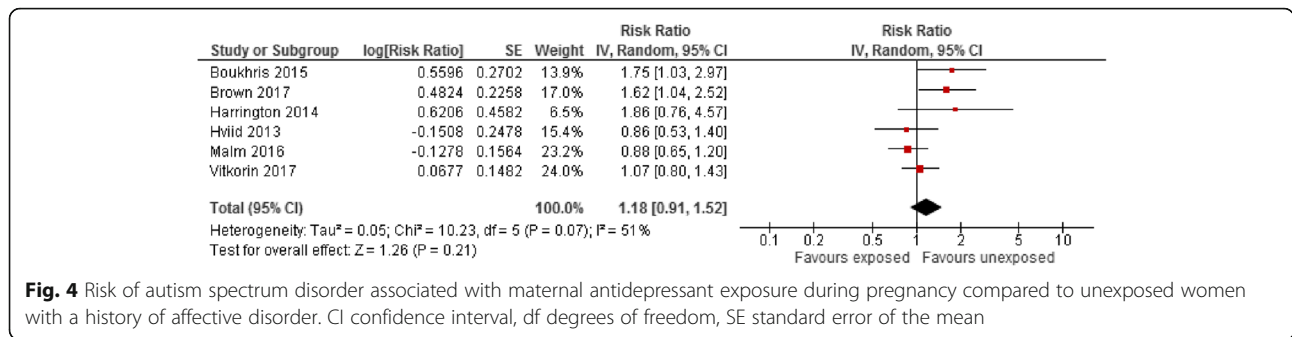 Risk Ratio Risk Ratio
Study or Subgroup log[Risk Ratio] SE Weight IV, Random, 95% CI IV, Random, 95% CI
Boukhris 2015 0.5596 0.2702 13.9% 1.75 [1.03, 2.97]
Brown 2017 0.4824 0.2258 17.0% 1.62 [1.04, 2.52]
Harrington 2014 0.6206 0.4582 6.5% 1.86 [0.76, 4.57]
Hviid 2013 -0.1508 0.2478 15.4% 0.86 [0.53, 1.40]
Malm 2016 -0.1278 0.1564 23.2% 0.88 [0.65, 1.20]
Vitkorin 2017 0.0677 0.1482 24.0% 1.07 [0.80, 1.43]
Total (95% CI) 100.0% 1.18 [0.91, 1.52]
Heterogeneity: Tau² = 0.05; Chi² = 10.23, df = 5 (P = 0.07); I² = 51%
Test for overall effect: Z = 1.26 (P = 0.21)
0.1 0.2 0.5 1 2 5 10
Favours exposed Favours unexposed
Fig. 4 Risk of autism spectrum disorder associated with maternal antidepressant exposure during pregnancy compared to unexposed women
with a history of affective disorder. CI confidence interval, df degrees of freedom, SE standard error of the mean